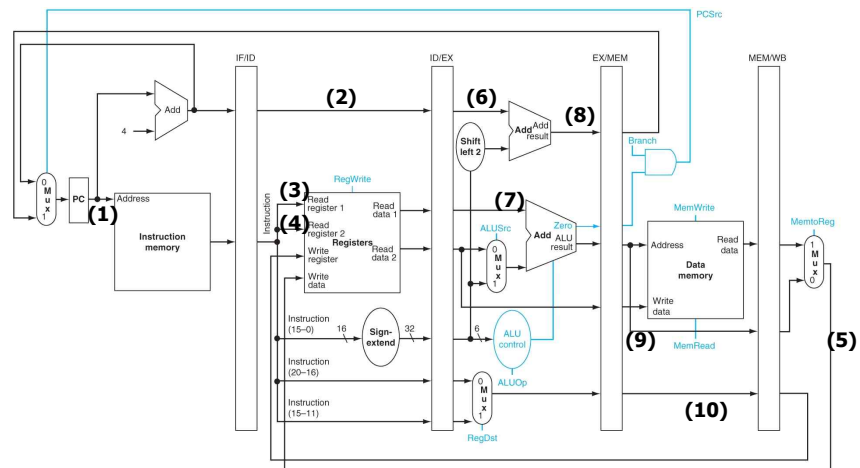 PCSrc
IF/ID
ID/EX
EX/MEM
MEM/WB
Add
4
(2)
(6)
(8)
Add Add
result
Shift
left 2
Branch
0
M
u
x
1
PC
(1)
Address
Instruction
memory
Instruction
RegWrite
(3)
(4)
Read
register 1
Read
data 1
Read
register 2
Registers
Write
register
Read
data 2
Write
data
(7)
ALUSrc
0
M
u
x
1
Zero
Add ALU
result
MemWrite
Address
Read
data
Data
memory
Write
data
MemRead
MemtoReg
1
M
u
x
0
(5)
(9)
Instruction
(15–0)
16
Sign-
extend
32
6
ALU
control
ALUOp
Instruction
(20–16)
Instruction
(15–11)
0
M
u
x
1
RegDst
(10)